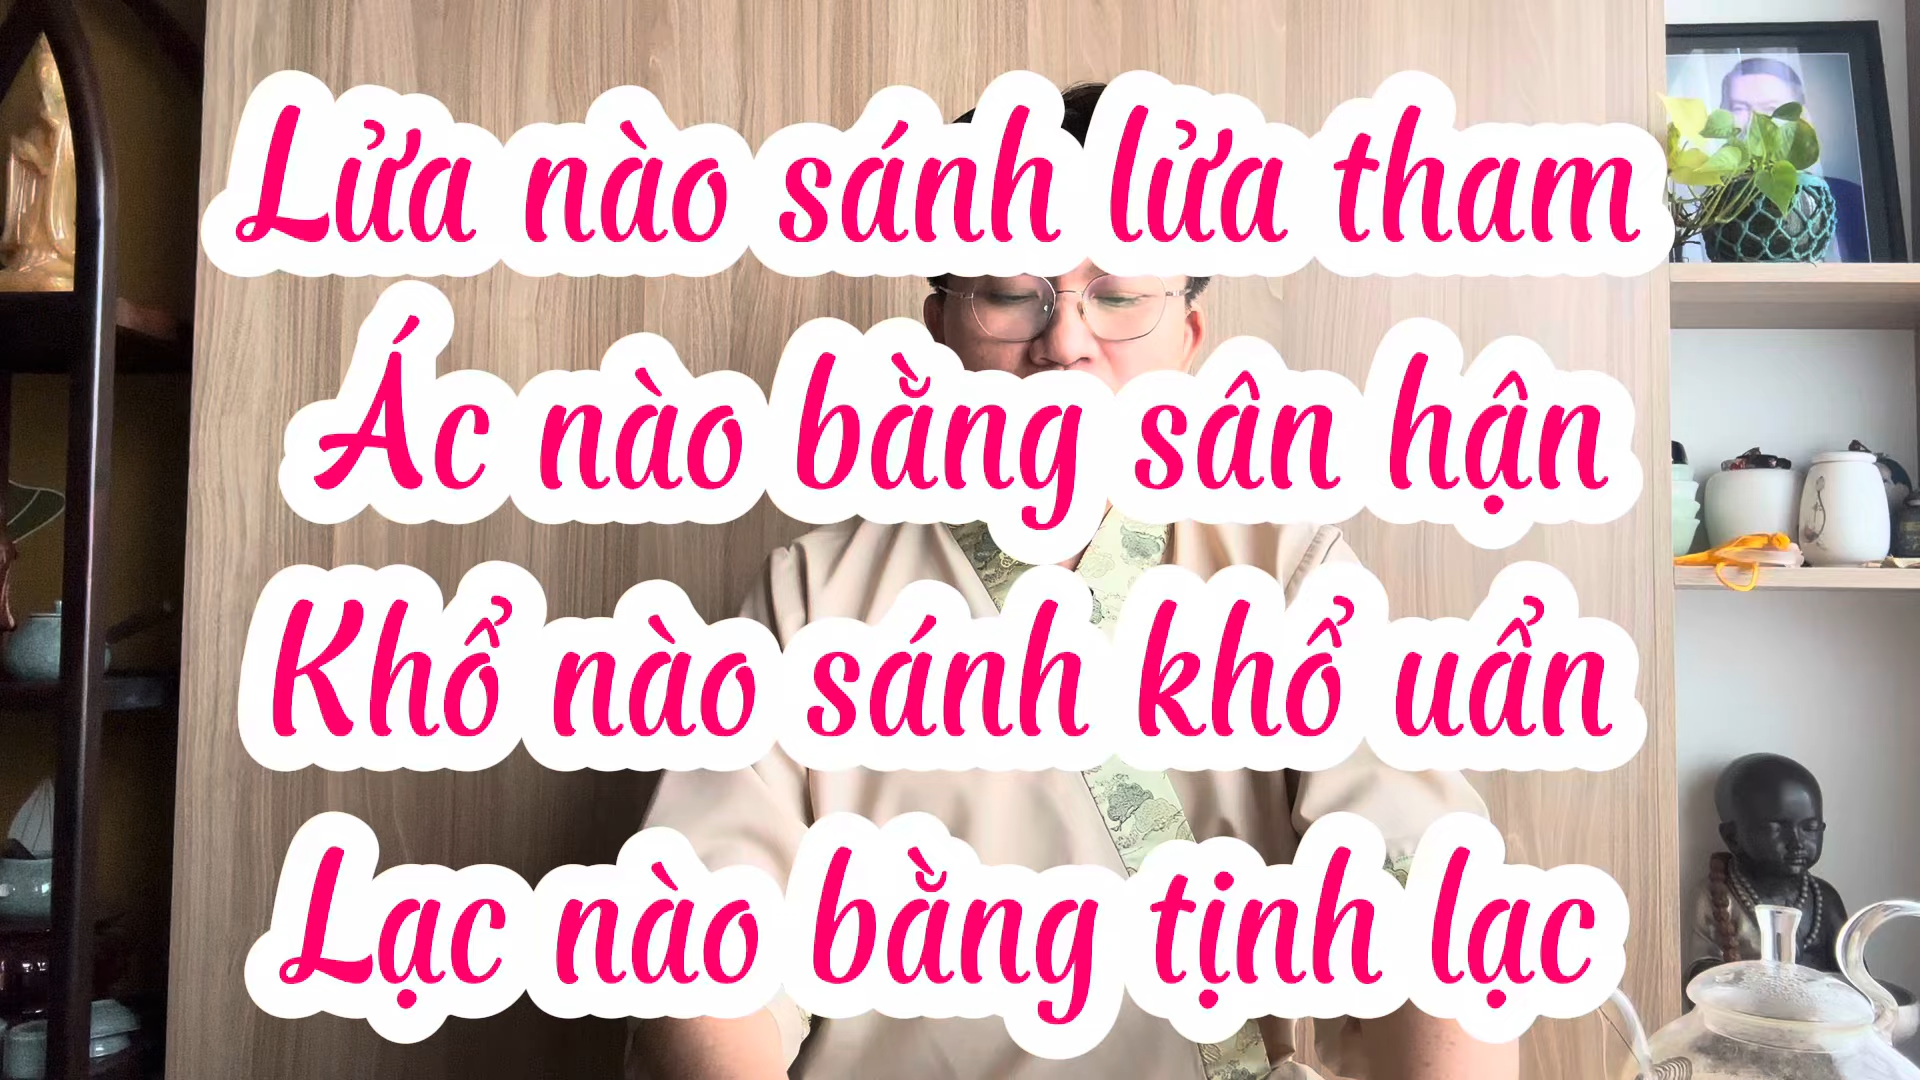 Lửa nào sánh lửa tham
Ác nào bằng sân hận
Khổ nào sánh khổ uẩn
Lạc nào bằng tịnh lạc